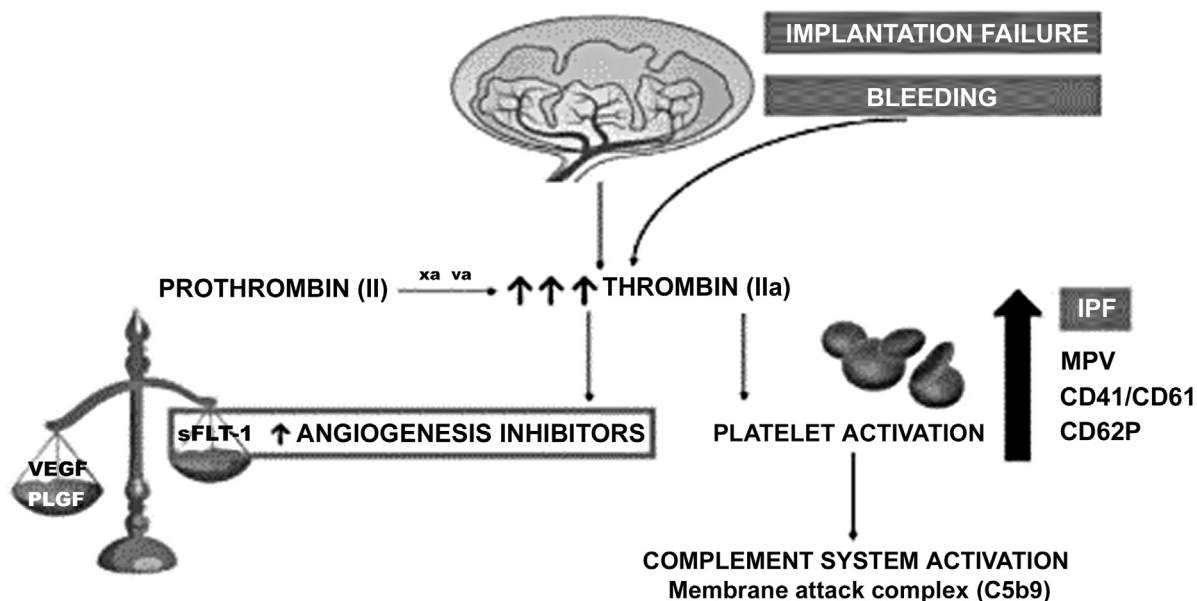 IMPLANTATION FAILURE
BLEEDING
xa va
PROTHROMBIN (II)
THROMBIN (IIa)
IPF
MPV
CD41/CD61
CD62P
sFLT-1
ANGIOGENESIS INHIBITORS
PLATELET ACTIVATION
VEGF
PLGF
COMPLEMENT SYSTEM ACTIVATION
Membrane attack complex (C5b9)